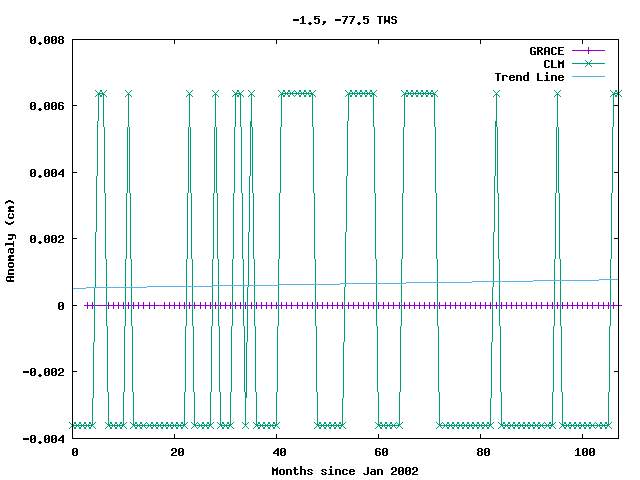 -1.5, -77.5 TWS
0.008
GRACE
CLM
Trend Line
0.006
0.004
0.002
0
-0.002
-0.004
Anomaly (cm)
0 20 40 60 80 100
Months since Jan 2002